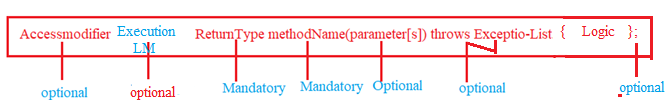 Accessmodifier Execution LM ReturnType methodName(parameter[s]) throws Exceptio-List { Logic };
optional optional Mandatory Mandatory Optional optional optional